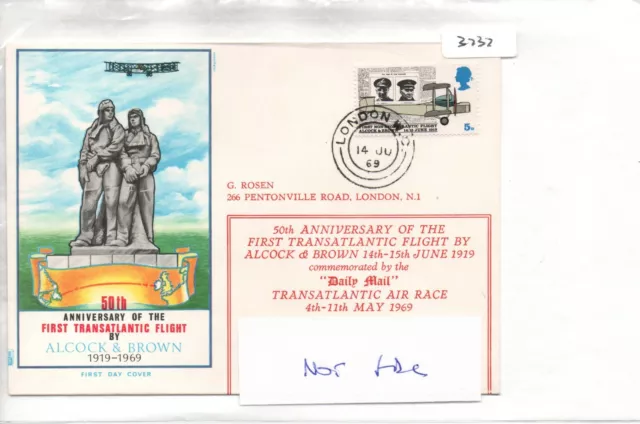 3737
5D
ALCOCK & BROWN
LONDON
14 JU
69
G. ROSEN
266 PENTONVILLE ROAD, LONDON, N.1
50th ANNIVERSARY OF THE
FIRST TRANSATLANTIC FLIGHT BY
ALCOCK & BROWN 14th-15th JUNE 1919
commemorated by the
"Daily Mail"
TRANSATLANTIC AIR RACE
4th-11th MAY 1969
Not
50th
ANNIVERSARY OF THE
FIRST TRANSATLANTIC FLIGHT
BY
ALCOCK & BROWN
1919-1969
FIRST DAY COVER